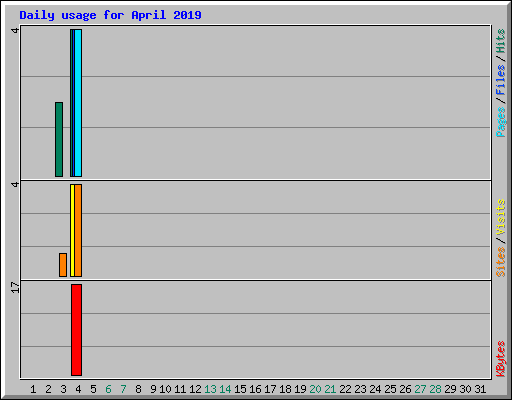 Daily usage for April 2019
4
4
17
Pages / Files / Hits
Sites / Visits
KBytes
1 2 3 4 5 6 7 8 9 10 11 12 13 14 15 16 17 18 19 20 21 22 23 24 25 26 27 28 29 30 31